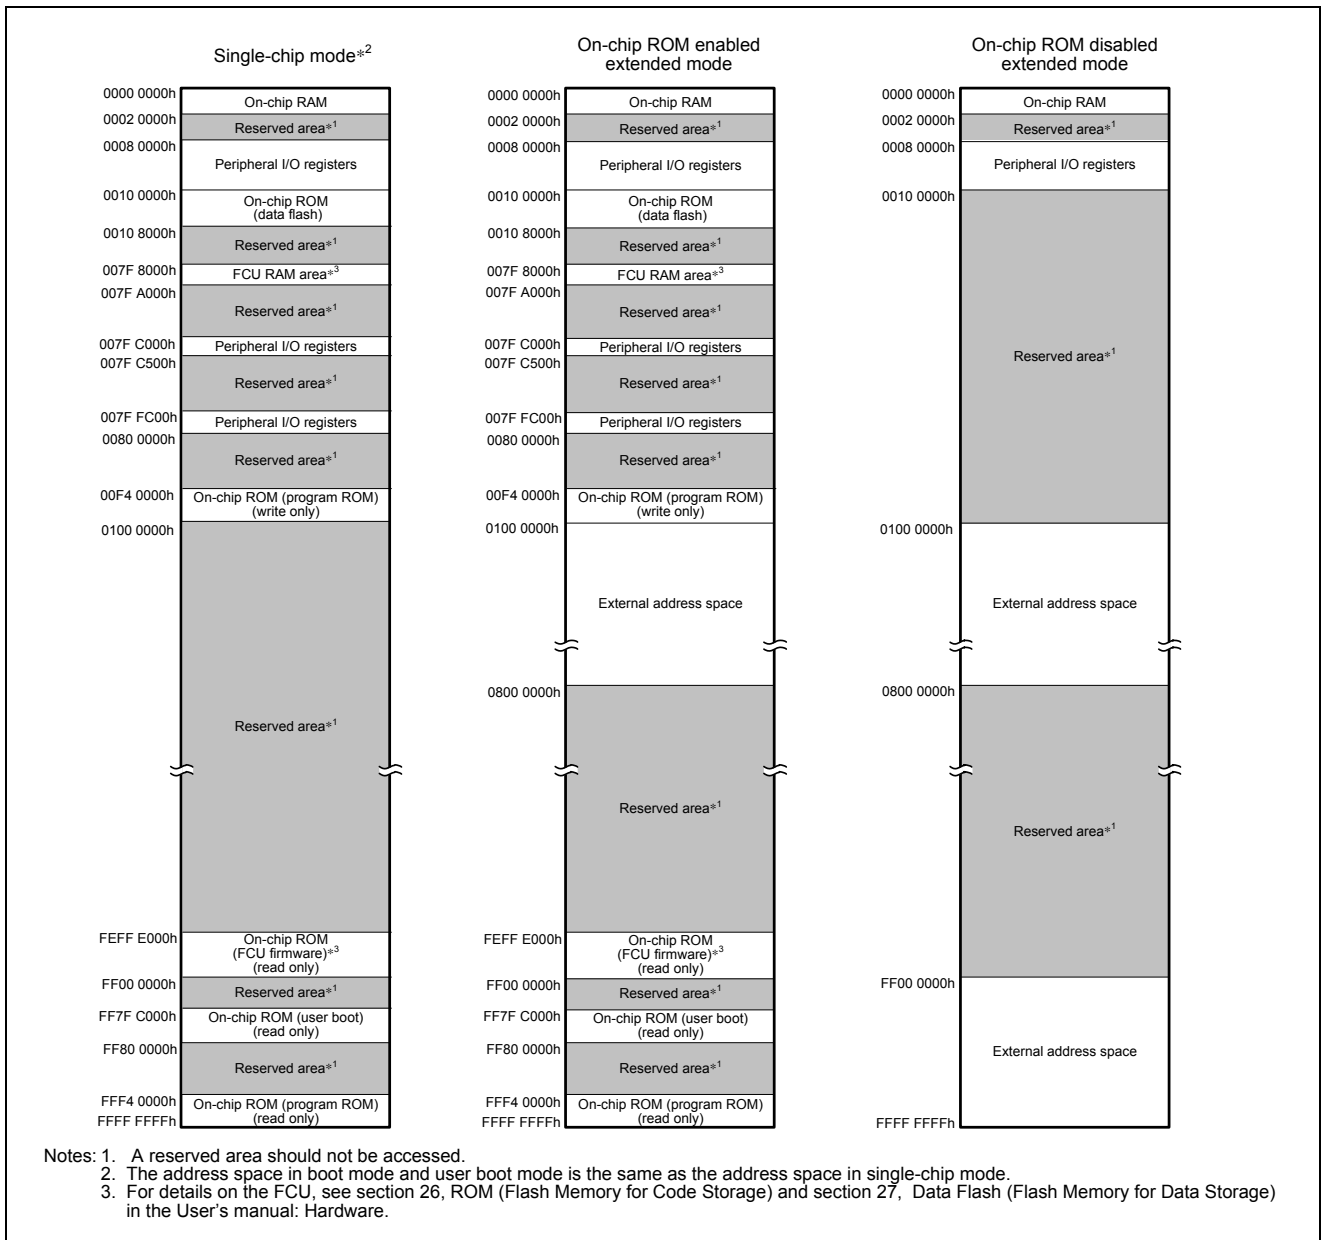 Single-chip mode*2
0000 0000h
On-chip RAM
0002 0000h
Reserved area*1
0008 0000h
Peripheral I/O registers
0010 0000h
On-chip ROM
(data flash)
0010 8000h
Reserved area*1
007F 8000h
FCU RAM area*3
007F A000h
Reserved area*1
007F C000h
Peripheral I/O registers
007F C500h
Reserved area*1
007F FC00h
Peripheral I/O registers
0080 0000h
Reserved area*1
00F4 0000h
On-chip ROM (program ROM)
(write only)
0100 0000h
Reserved area*1
FEFF E000h
On-chip ROM
(FCU firmware)*3
(read only)
FF00 0000h
Reserved area*1
FF7F C000h
On-chip ROM (user boot)
(read only)
FF80 0000h
Reserved area*1
FFF4 0000h
On-chip ROM (program ROM)
(read only)
FFFF FFFFh
On-chip ROM enabled
extended mode
0000 0000h
On-chip RAM
0002 0000h
Reserved area*1
0008 0000h
Peripheral I/O registers
0010 0000h
On-chip ROM
(data flash)
0010 8000h
Reserved area*1
007F 8000h
FCU RAM area*3
007F A000h
Reserved area*1
007F C000h
Peripheral I/O registers
007F C500h
Reserved area*1
007F FC00h
Peripheral I/O registers
0080 0000h
Reserved area*1
00F4 0000h
On-chip ROM (program ROM)
(write only)
0100 0000h
External address space
0800 0000h
Reserved area*1
FEFF E000h
On-chip ROM
(FCU firmware)*3
(read only)
FF00 0000h
Reserved area*1
FF7F C000h
On-chip ROM (user boot)
(read only)
FF80 0000h
Reserved area*1
FFF4 0000h
On-chip ROM (program ROM)
(read only)
FFFF FFFFh
On-chip ROM disabled
extended mode
0000 0000h
On-chip RAM
0002 0000h
Reserved area*1
0008 0000h
Peripheral I/O registers
0010 0000h
Reserved area*1
0100 0000h
External address space
0800 0000h
Reserved area*1
FF00 0000h
External address space
FFFF FFFFh
Notes: 1. A reserved area should not be accessed.
2. The address space in boot mode and user boot mode is the same as the address space in single-chip mode.
3. For details on the FCU, see section 26, ROM (Flash Memory for Code Storage) and section 27, Data Flash (Flash Memory for Data Storage)
in the User's manual: Hardware.